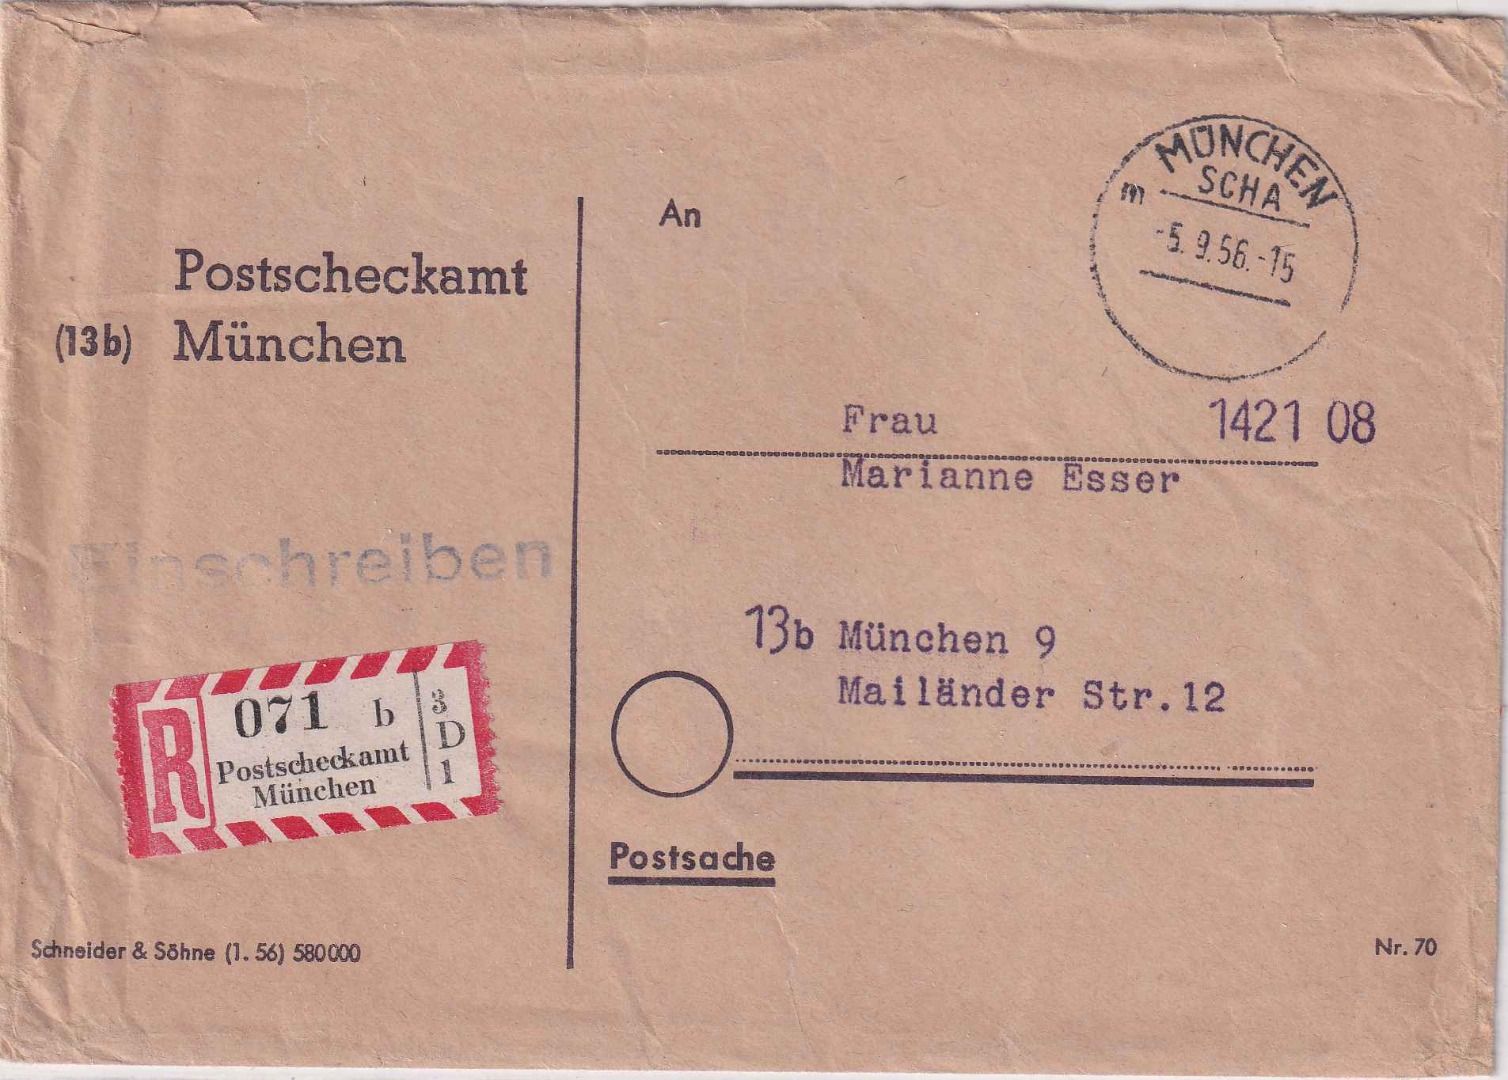 Postscheckamt
(13b) München
Einschreiben
R
071 b
Postscheckamt
München
3
D
1
Schneider & Söhne (1. 56) 580000
An
MÜNCHEN
SCHA
m
-5. 9.56.-15
Frau 1421 08
Marianne Esser
13b München 9
Mailänder Str.12
Postsache
Nr. 70